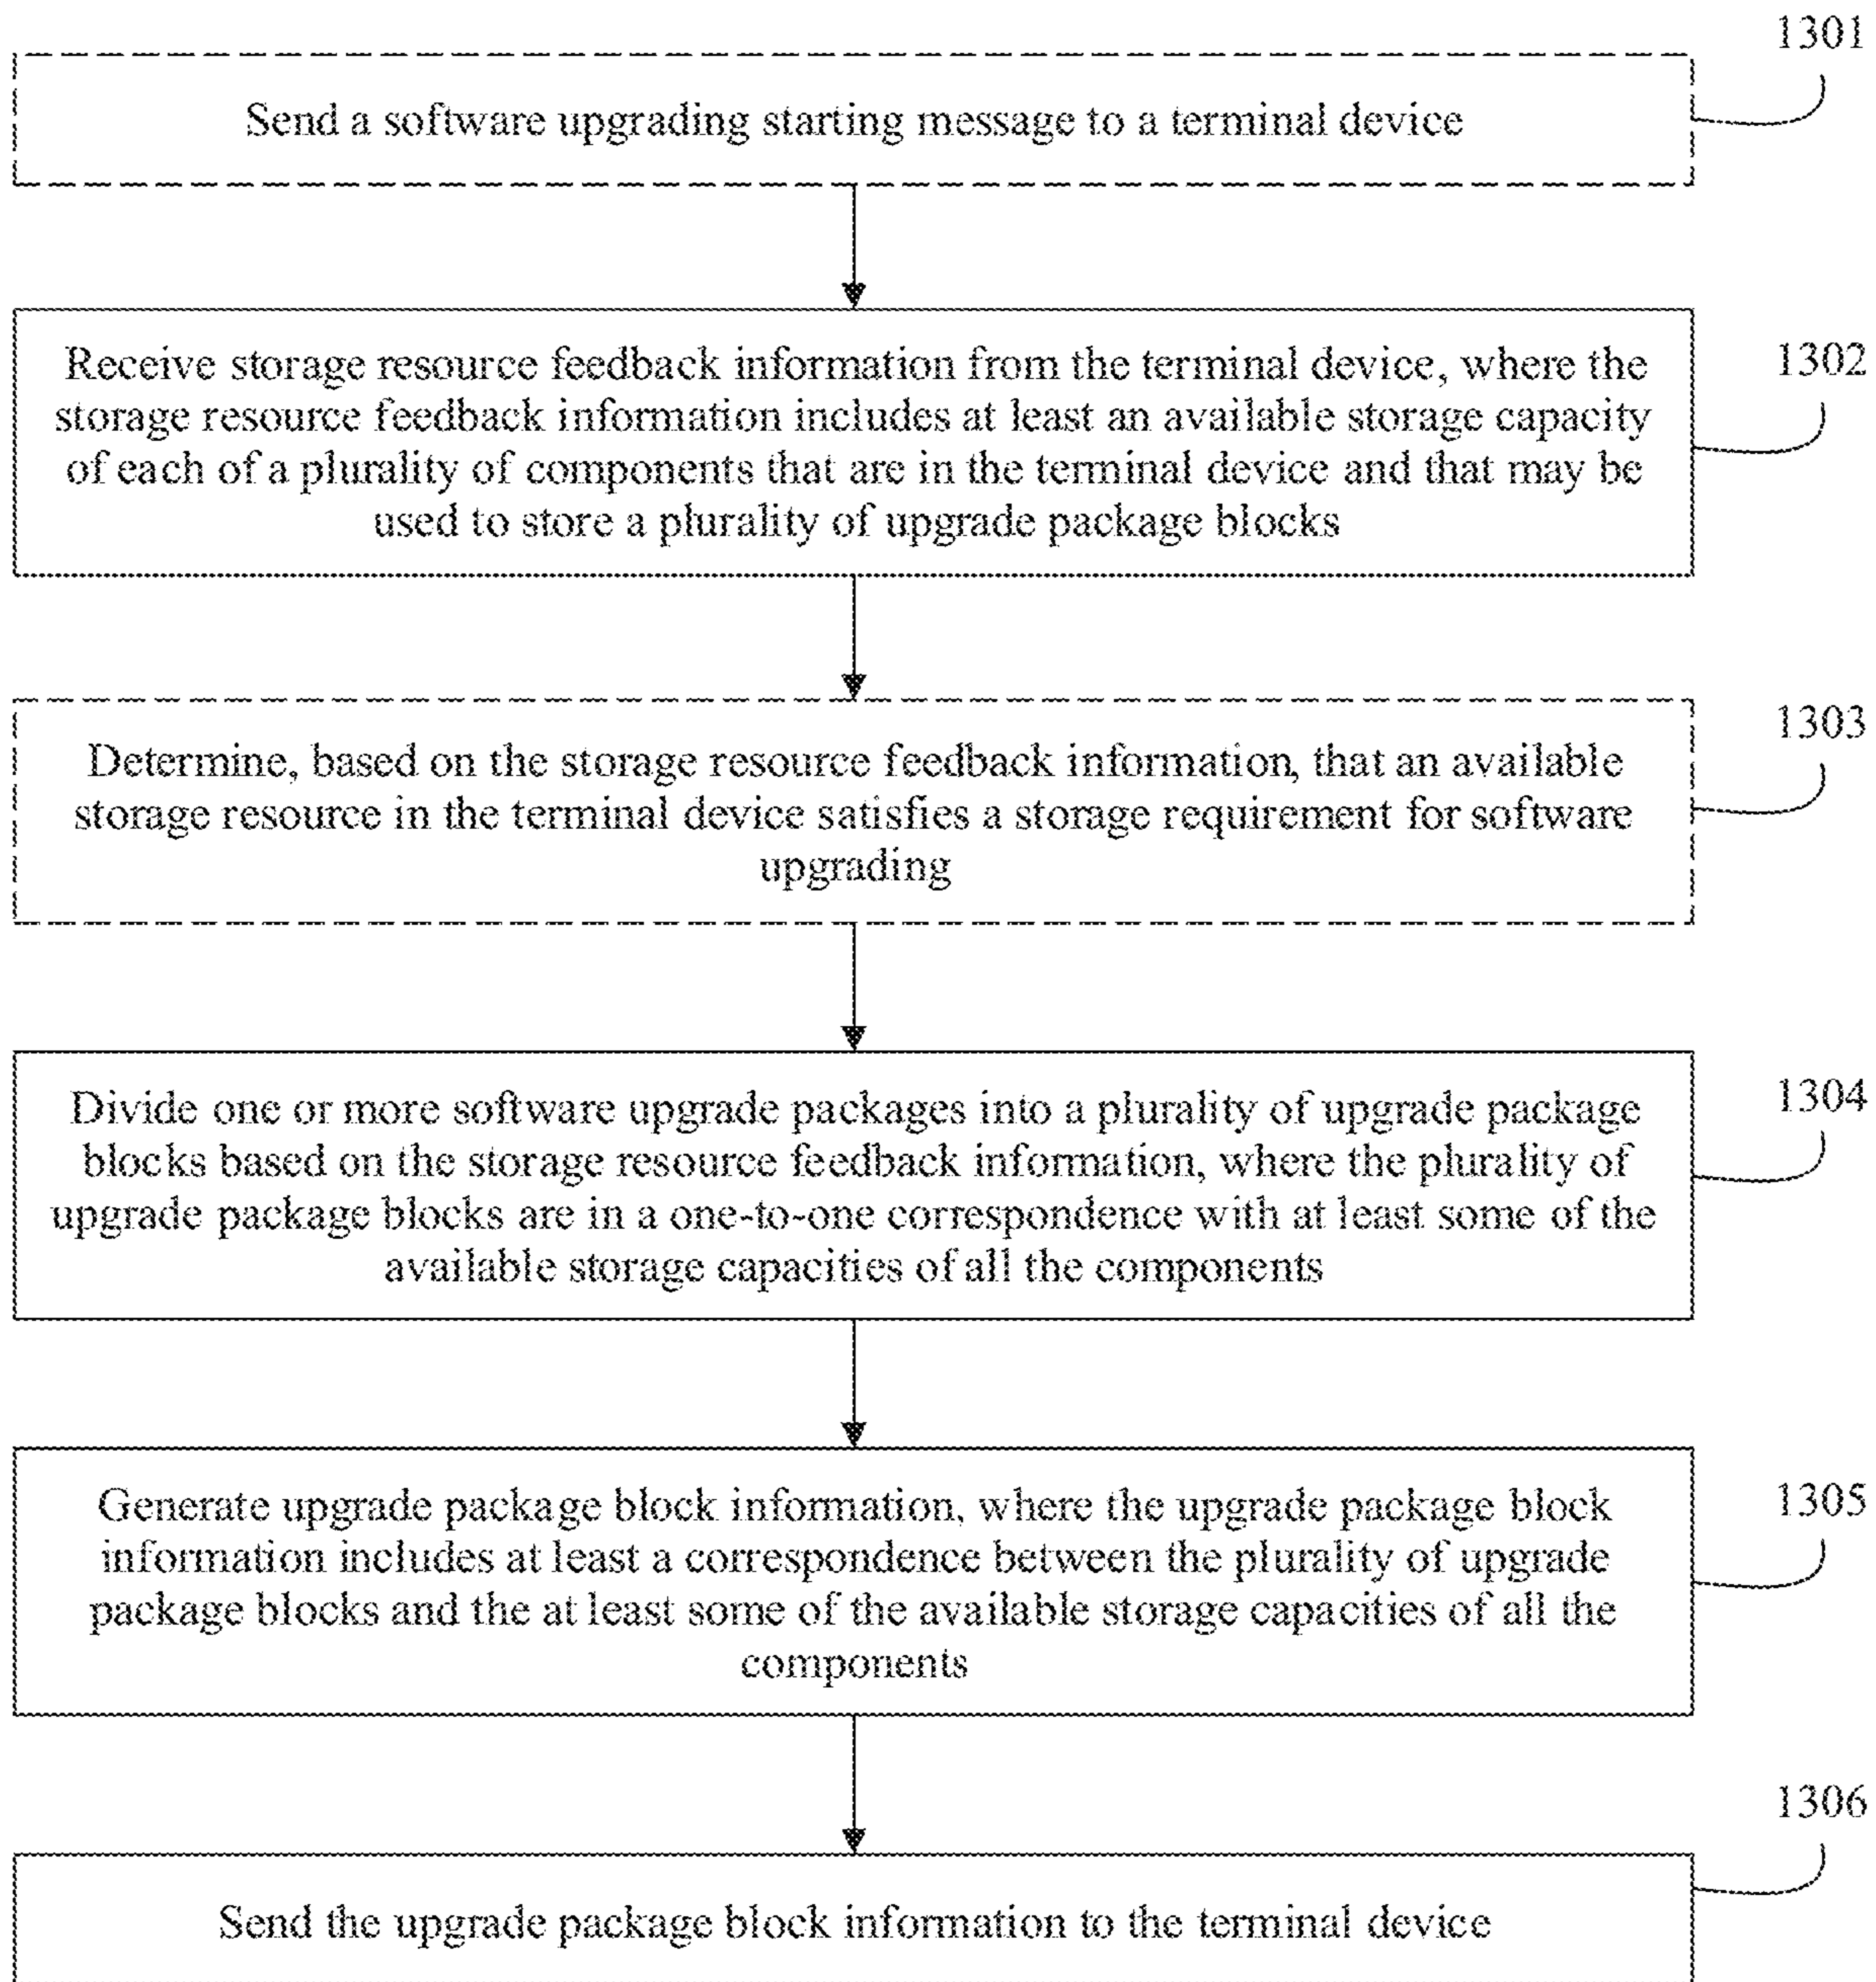 1301
Send a software upgrading starting message to a terminal device
1302
Receive storage resource feedback information from the terminal device, where the
storage resource feedback information includes at least an available storage capacity
of each of a plurality of components that are in the terminal device and that may be
used to store a plurality of upgrade package blocks
1303
Determine, based on the storage resource feedback information, that an available
storage resource in the terminal device satisfies a storage requirement for software
upgrading
1304
Divide one or more software upgrade packages into a plurality of upgrade package
blocks based on the storage resource feedback information, where the plurality of
upgrade package blocks are in a one-to-one correspondence with at least some of the
available storage capacities of all the components
1305
Generate upgrade package block information, where the upgrade package block
information includes at least a correspondence between the plurality of upgrade
package blocks and the at least some of the available storage capacities of all the
components
1306
Send the upgrade package block information to the terminal device